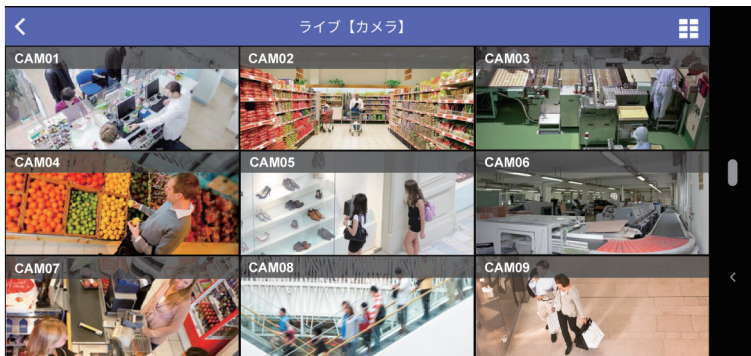 ライブ【カメラ】
CAM01
CAM02
CAM03
CAM04
CAM05
CAM06
CAM07
CAM08
CAM09